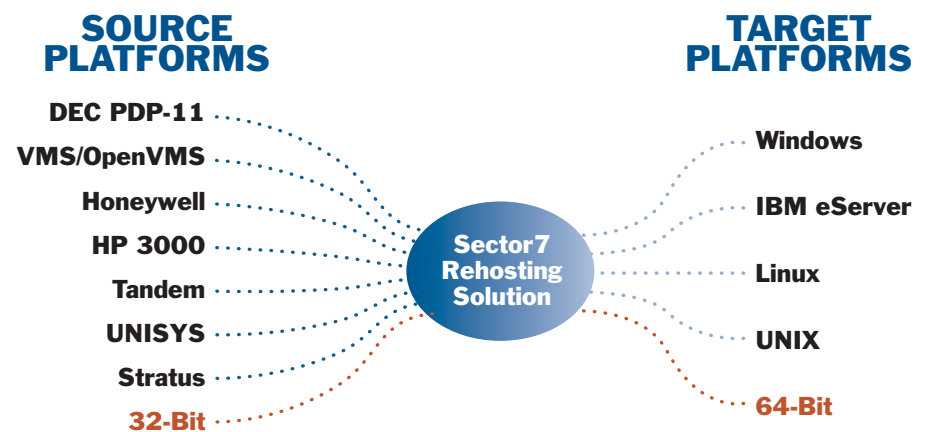 SOURCE
PLATFORMS
DEC PDP-11
VMS/OpenVMS
Honeywell
HP 3000
Tandem
UNISYS
Stratus
32-Bit
Sector7
Rehosting
Solution
TARGET
PLATFORMS
Windows
IBM eServer
Linux
UNIX
64-Bit